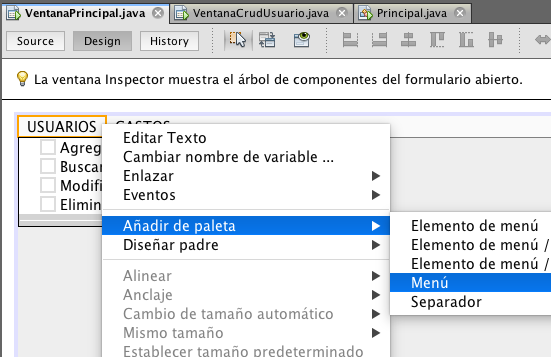 VentanaPrincipal.java VentanaCrudUsuario.java Principal.java
Source Design History
La ventana Inspector muestra el árbol de componentes del formulario abierto.
USUARIOS GASTOS
Agreg
Buscar
Modifi
Elimin
Editar Texto
Cambiar nombre de variable ...
Enlazar
Eventos
Añadir de paleta
Diseñar padre
Alinear
Anclaje
Cambio de tamaño automático
Mismo tamaño
Establecer tamaño predeterminado
Elemento de menú
Elemento de menú /
Elemento de menú /
Menú
Separador